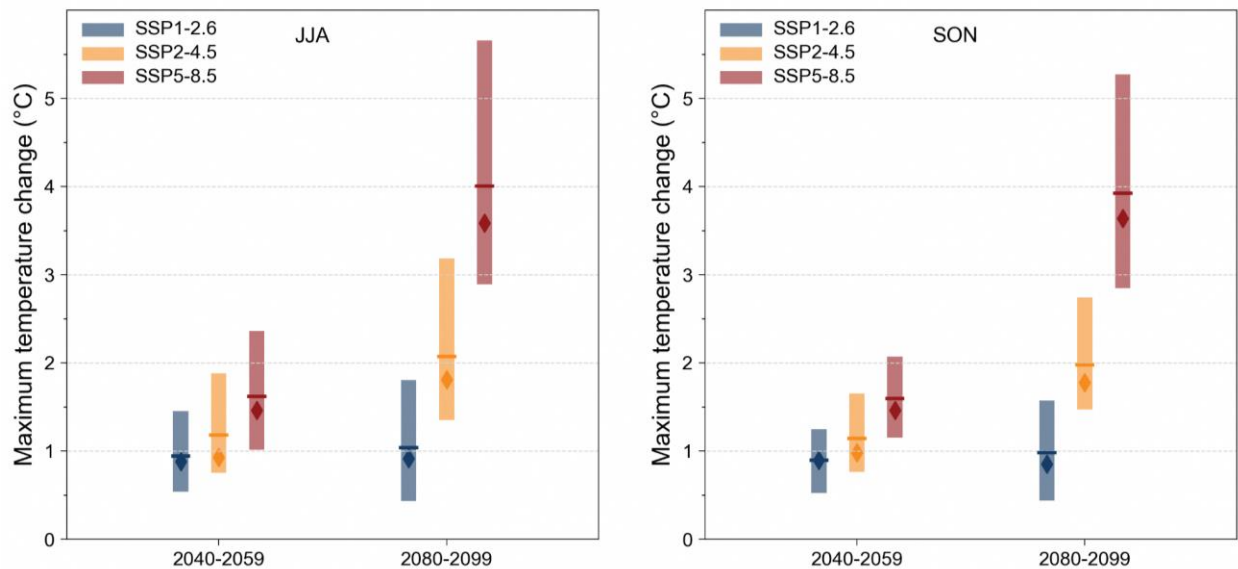 JJA
SSP1-2.6
SSP2-4.5
SSP5-8.5
Maximum temperature change (°C)
5
4
3
2
1
0
2040-2059
2080-2099
SON
SSP1-2.6
SSP2-4.5
SSP5-8.5
Maximum temperature change (°C)
5
4
3
2
1
0
2040-2059
2080-2099